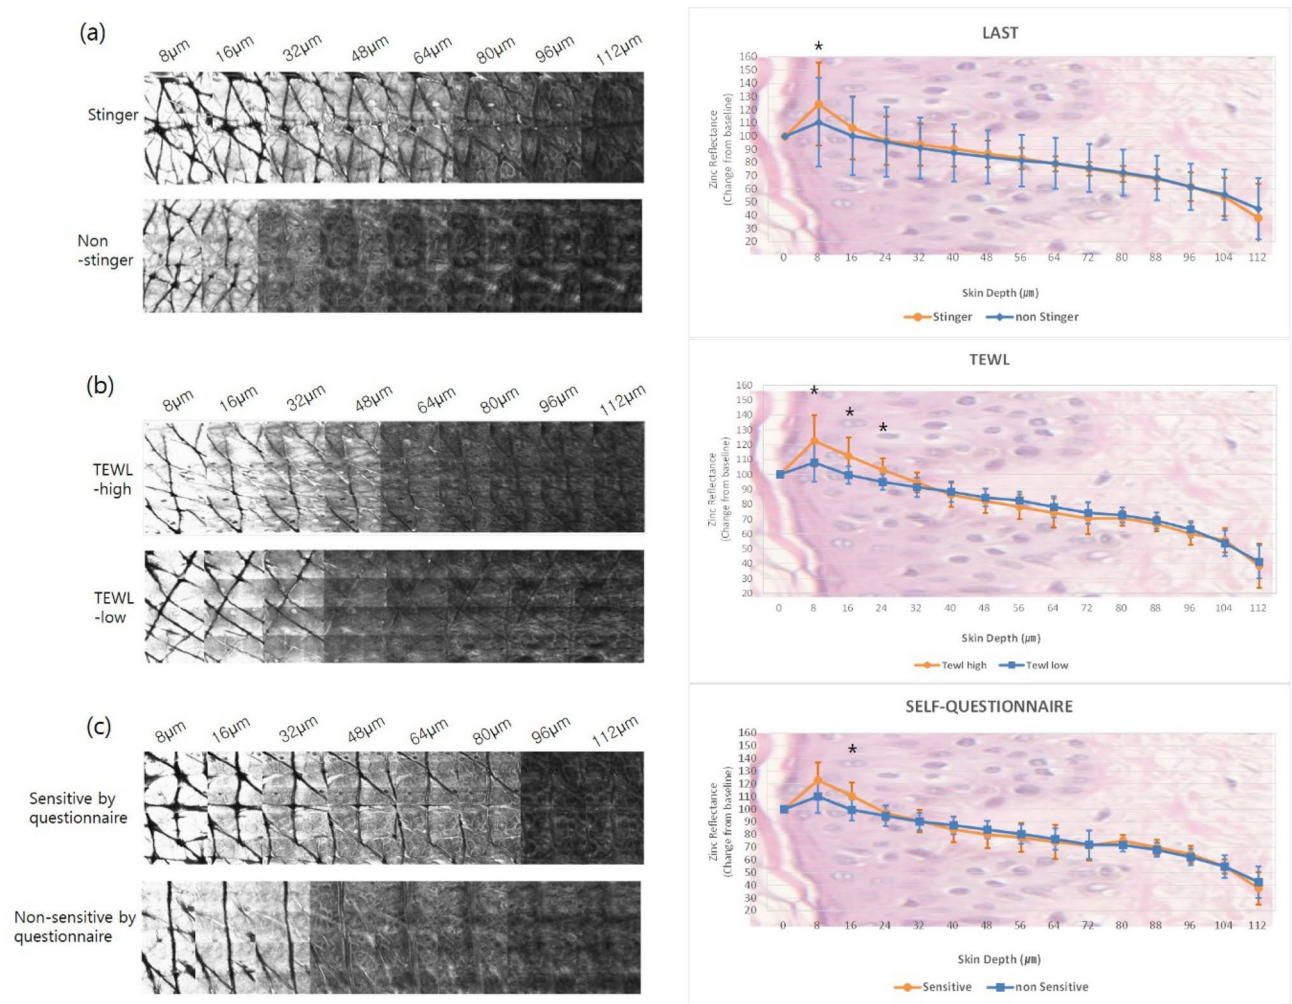 (a)
8µm 16µm 32µm 48µm 64µm 80µm 96µm 112µm
Stinger
Non
-stinger
LAST
*
160
150
140
130
120
110
100
90
80
70
60
50
40
30
20
Zinc Reflectance
(Change from baseline)
0 8 16 24 32 40 48 56 64 72 80 88 96 104 112
Skin Depth (µm)
Stinger non Stinger
(b)
8µm 16µm 32µm 48µm 64µm 80µm 96µm 112µm
TEWL
-high
TEWL
-low
TEWL
* * *
160
150
140
130
120
110
100
90
80
70
60
50
40
30
20
Zinc Reflectance
(Change from baseline)
0 8 16 24 32 40 48 56 64 72 80 88 96 104 112
Skin Depth (µm)
Tewl high Tewl low
(c)
8µm 16µm 32µm 48µm 64µm 80µm 96µm 112µm
Sensitive by
questionnaire
Non-sensitive by
questionnaire
SELF-QUESTIONNAIRE
*
160
150
140
130
120
110
100
90
80
70
60
50
40
30
20
Zinc Reflectance
(Change from baseline)
0 8 16 24 32 40 48 56 64 72 80 88 96 104 112
Skin Depth (µm)
Sensitive non Sensitive